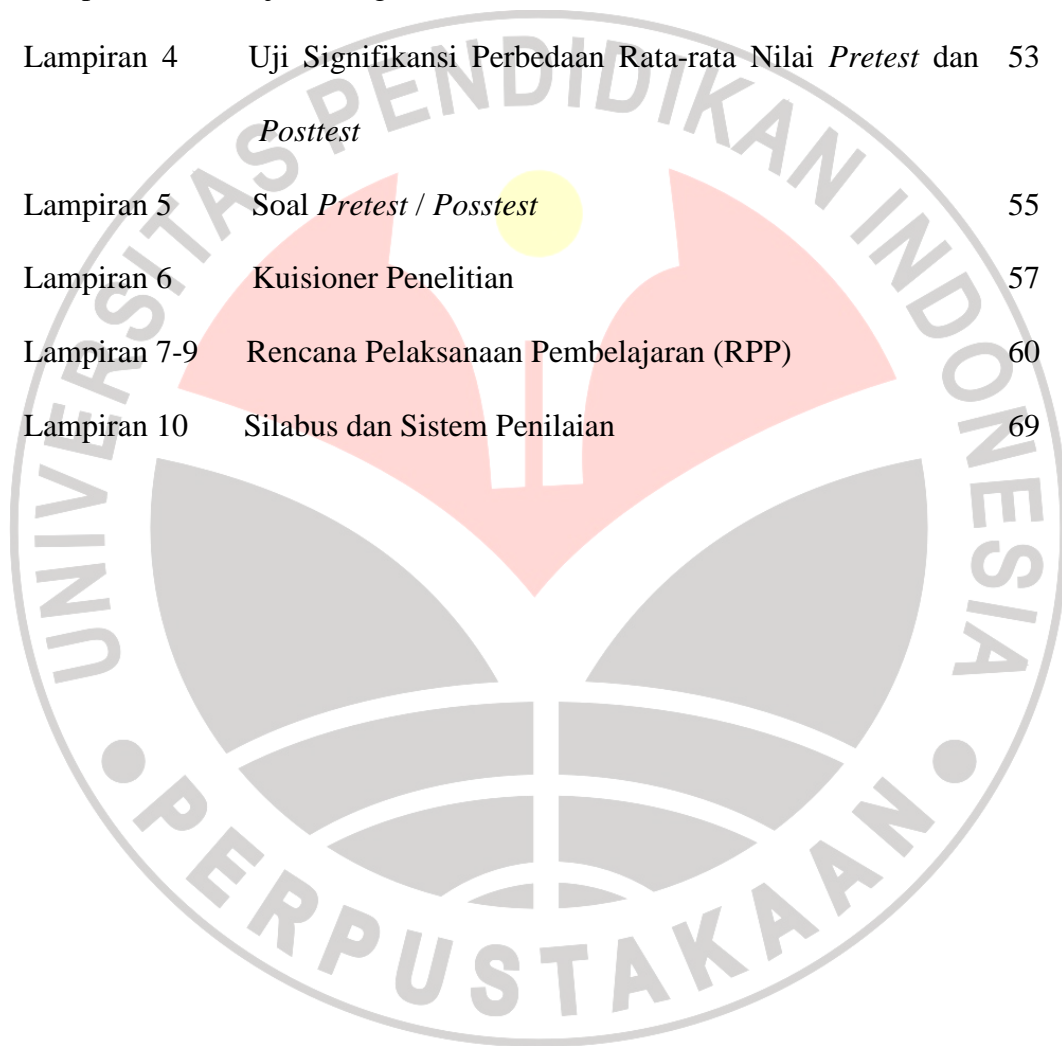 Lampiran 4 Uji Signifikansi Perbedaan Rata-rata Nilai Pretest dan 53
Posttest
Lampiran 5 Soal Pretest / Posstest 55
Lampiran 6 Kuisioner Penelitian 57
Lampiran 7-9 Rencana Pelaksanaan Pembelajaran (RPP) 60
Lampiran 10 Silabus dan Sistem Penilaian 69
UNIVERSITAS PENDIDIKAN INDONESIA
PERPUSTAKAAN